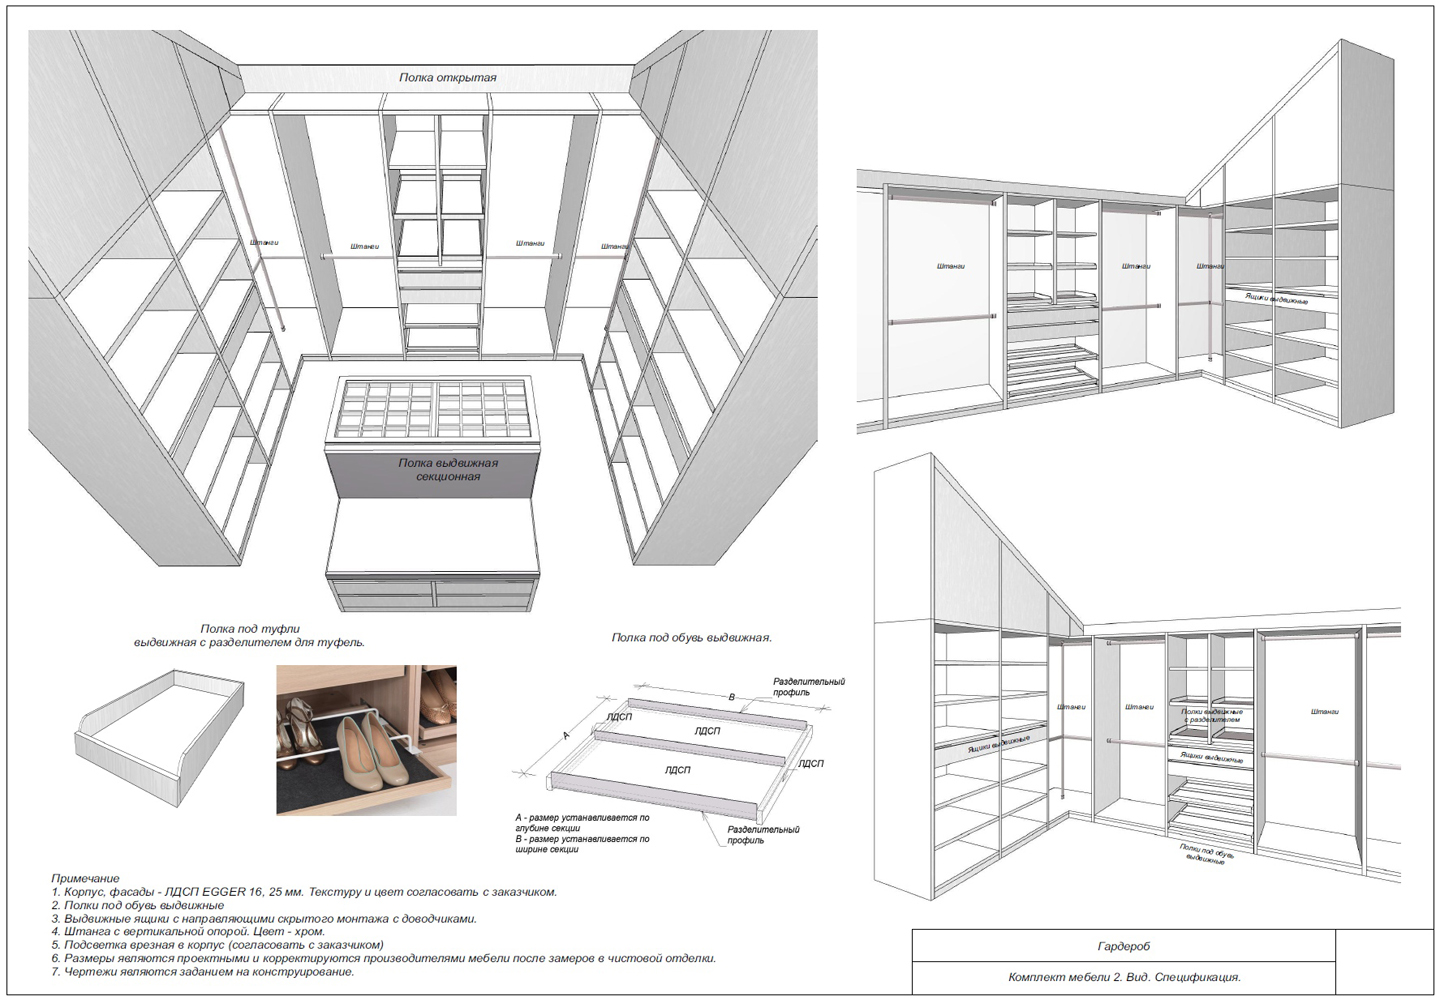 Полка открытая
Штанги
Штанги
Штанги
Штанги
Полка выдвижная
секционная
Штанги
Штанги
Штанги
Ящики выдвижные
Штанги
Штанги
Полки выдвижные
с разделителем
Штанги
Ящики выдвижные
Ящики выдвижные
Полки под обувь
выдвижные
Полка под туфли
выдвижная с разделителем для туфель.
Полка под обувь выдвижная.
Разделительный
профиль
В
ЛДСП
А
ЛДСП
ЛДСП
ЛДСП
А - размер устанавливается по
глубине секции
В - размер устанавливается по
ширине секции
Разделительный
профиль
Примечание
1. Корпус, фасады - ЛДСП EGGER 16, 25 мм. Текстуру и цвет согласовать с заказчиком.
2. Полки под обувь выдвижные
3. Выдвижные ящики с направляющими скрытого монтажа с доводчиками.
4. Штанга с вертикальной опорой. Цвет - хром.
5. Подсветка врезная в корпус (согласовать с заказчиком)
6. Размеры являются проектными и корректируются производителями мебели после замеров в чистовой отделки.
7. Чертежи являются заданием на конструирование.
Гардероб
Комплект мебели 2. Вид. Спецификация.